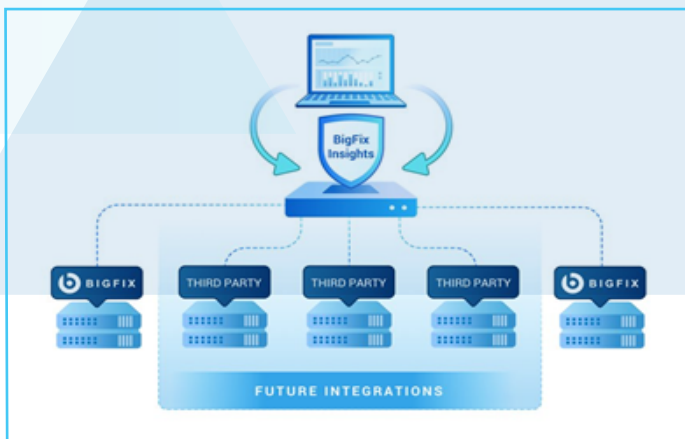 BigFix
Insights
BIGFIX
THIRD PARTY
THIRD PARTY
THIRD PARTY
BIGFIX
FUTURE INTEGRATIONS